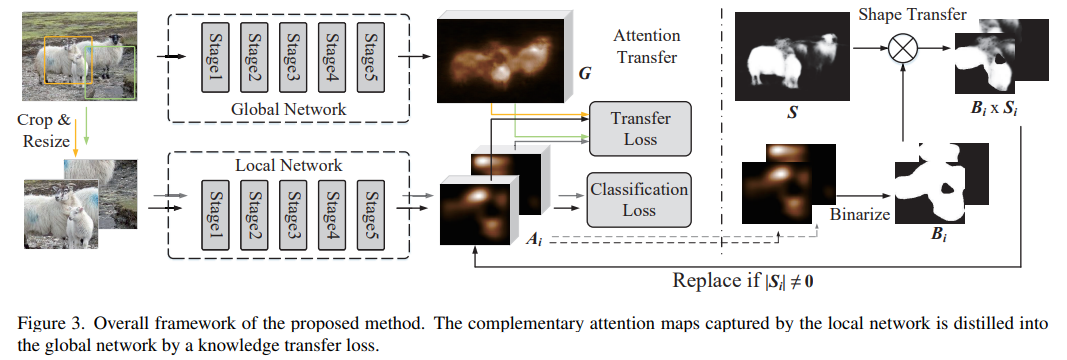 Crop &
Resize
Stage1
Stage2
Stage3
Stage4
Stage5
Global Network
Local Network
Stage1
Stage2
Stage3
Stage4
Stage5
G
Attention
Transfer
Transfer
Loss
Classification
Loss
A_i
Shape Transfer
S
B_i x S_i
Binarize
B_i
Replace if |S_i| ≠ 0
Figure 3. Overall framework of the proposed method. The complementary attention maps captured by the local network is distilled into
the global network by a knowledge transfer loss.